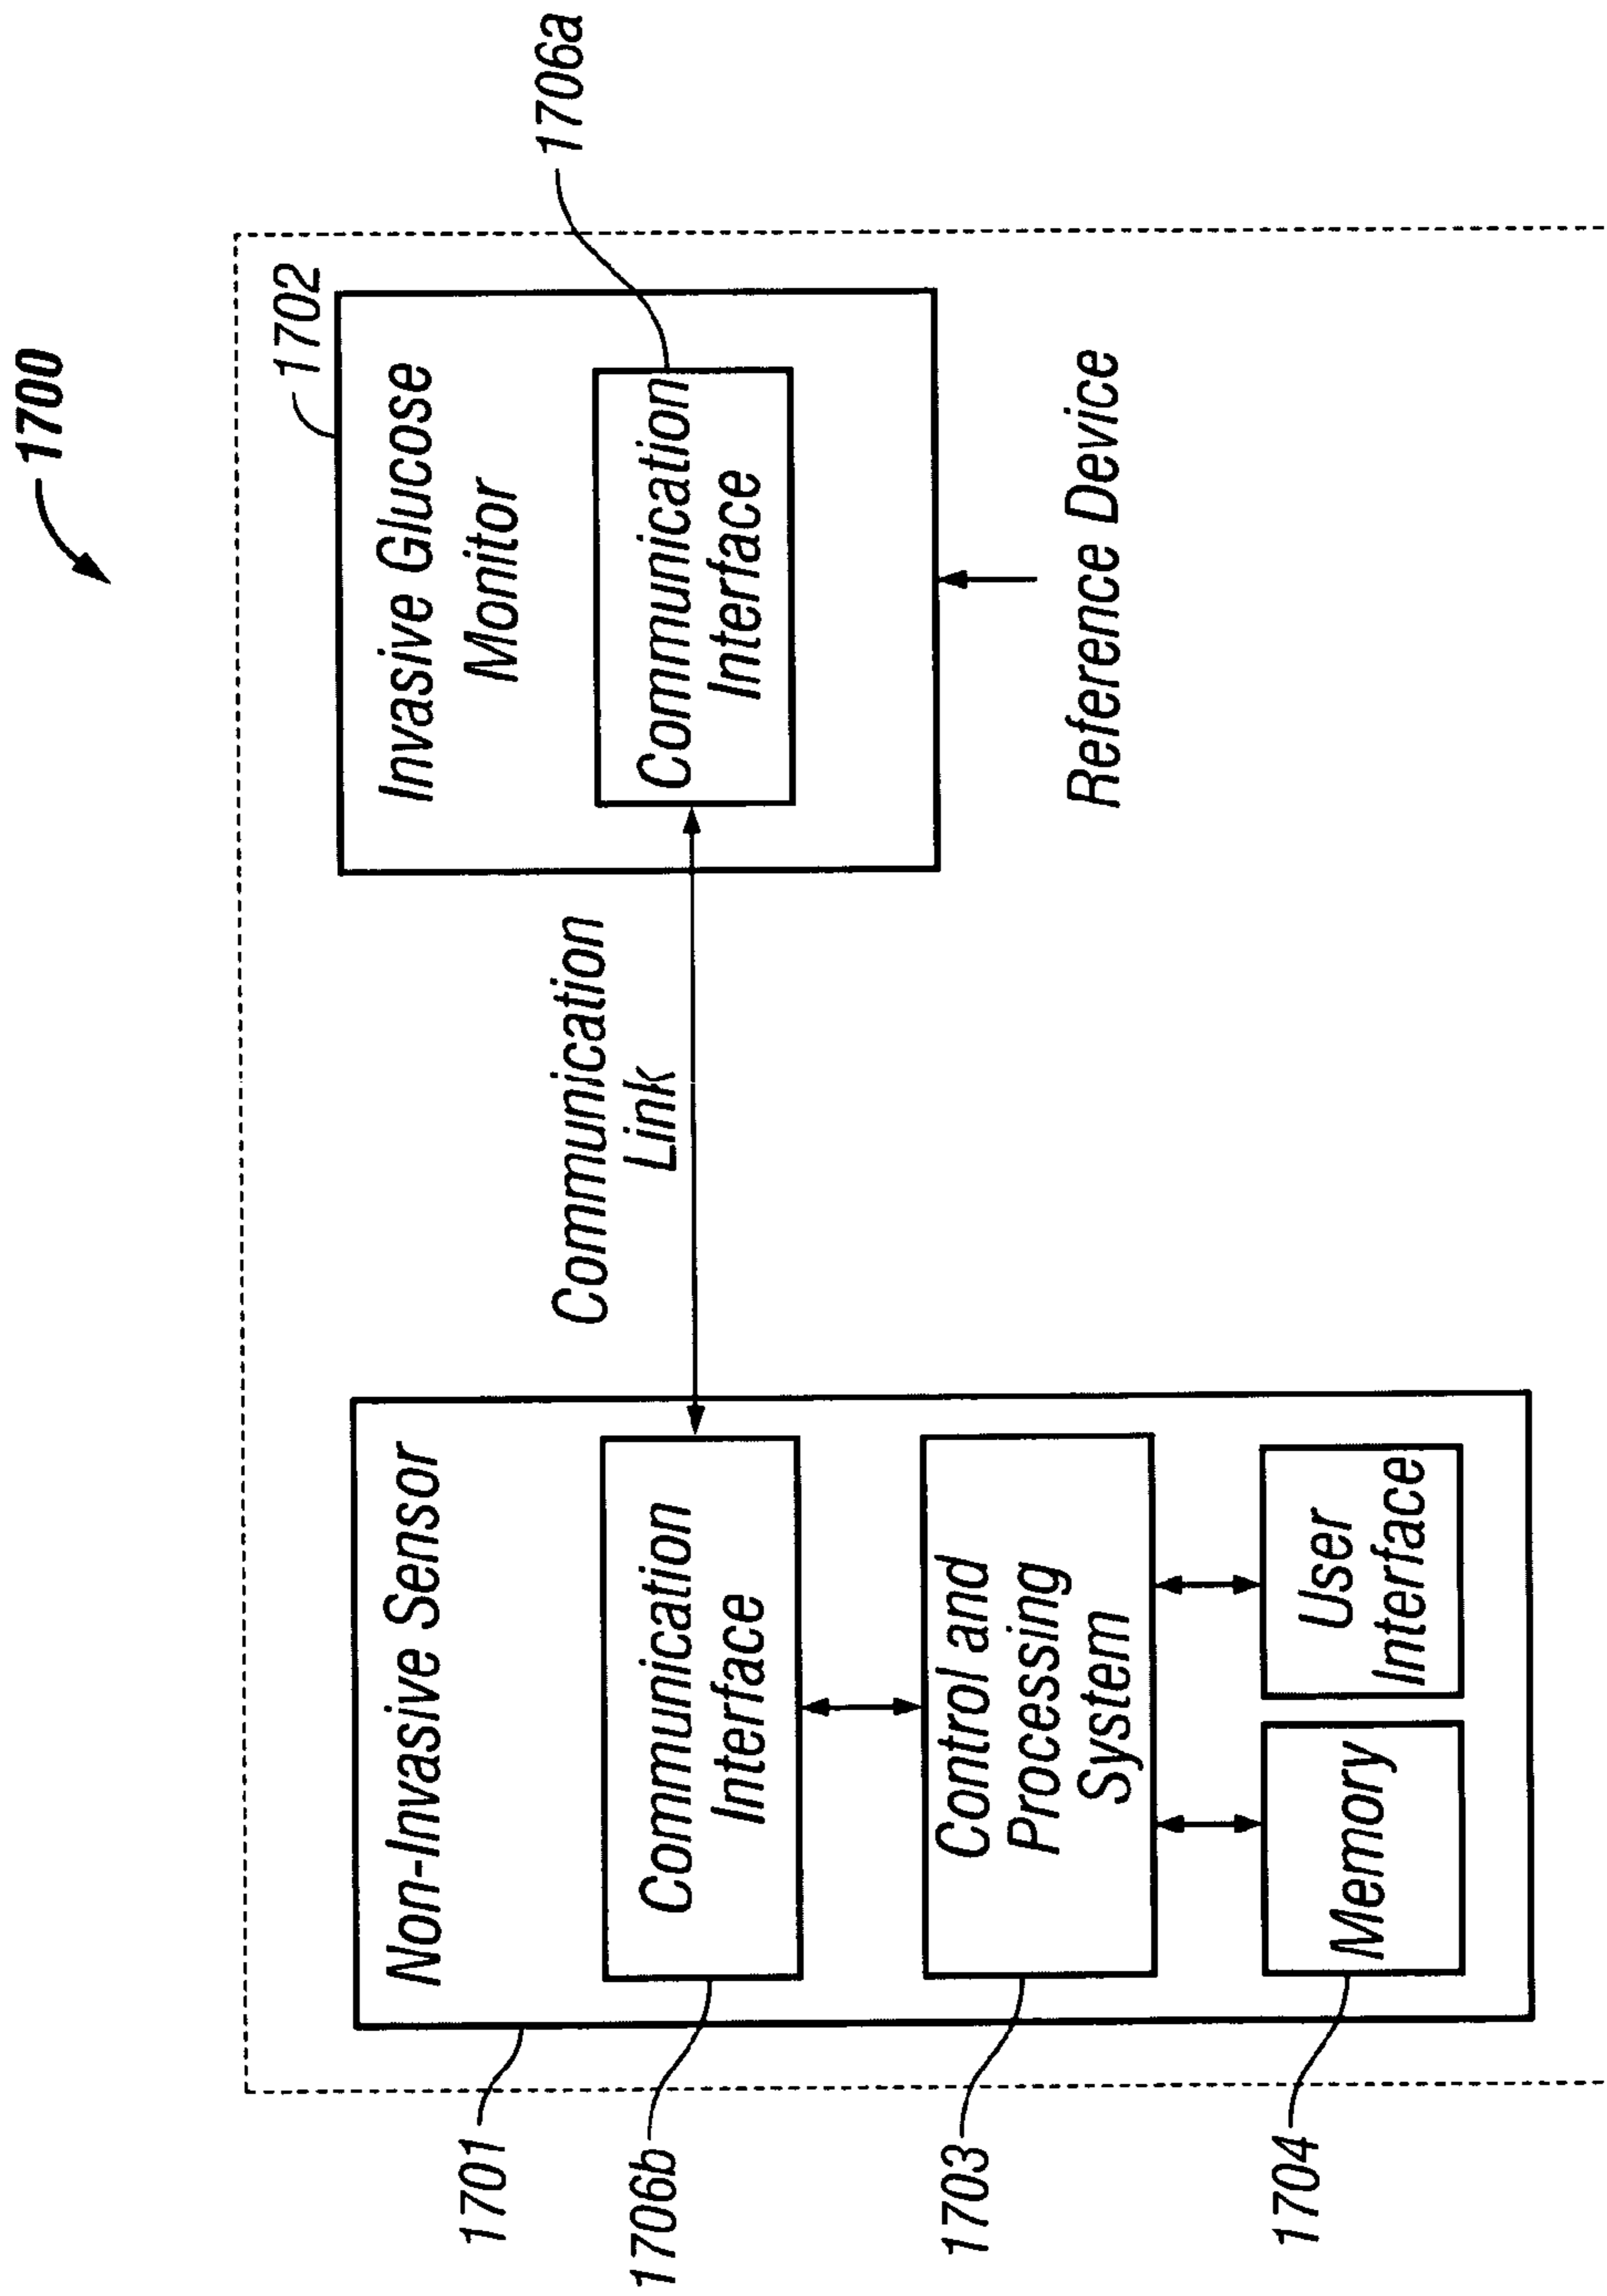 1700
1702
Non-Invasive Sensor
Invasive Glucose
Monitor
1701
Communication
Link
1706a
1706b
Communication
Interface
Communication
Interface
1703
Control and
Processing
System
Reference Device
1704
Memory
User
Interface